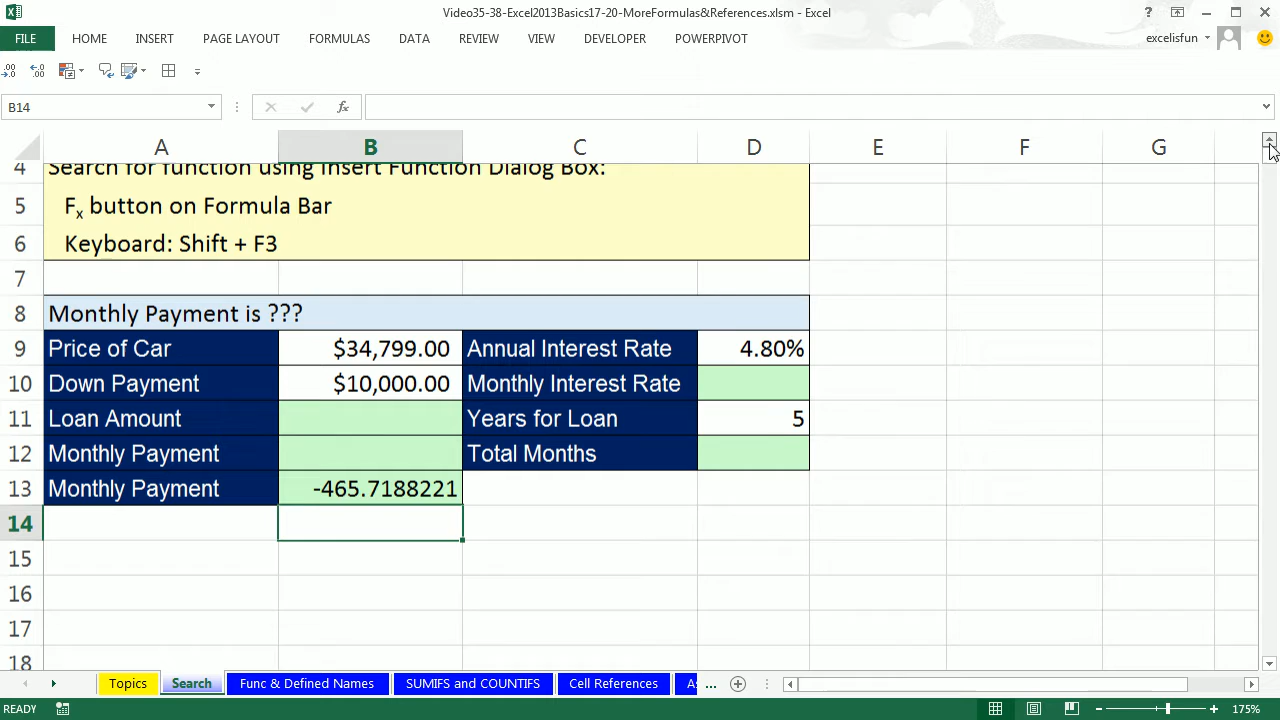 Video35-38-Excel2013Basics17-20-MoreFormulas&References.xlsm - Excel
FILE HOME INSERT PAGE LAYOUT FORMULAS DATA REVIEW VIEW DEVELOPER POWERPIVOT excelisfun
B14 fx
A B C D E F G
4 Search for function using Insert Function Dialog Box:
5 Fx button on Formula Bar
6 Keyboard: Shift + F3
7
8 Monthly Payment is ???
9 Price of Car $34,799.00 Annual Interest Rate 4.80%
10 Down Payment $10,000.00 Monthly Interest Rate
11 Loan Amount Years for Loan 5
12 Monthly Payment Total Months
13 Monthly Payment -465.7188221
14
15
16
17
18
Topics Search Func & Defined Names SUMIFS and COUNTIFS Cell References As ...
READY 175%